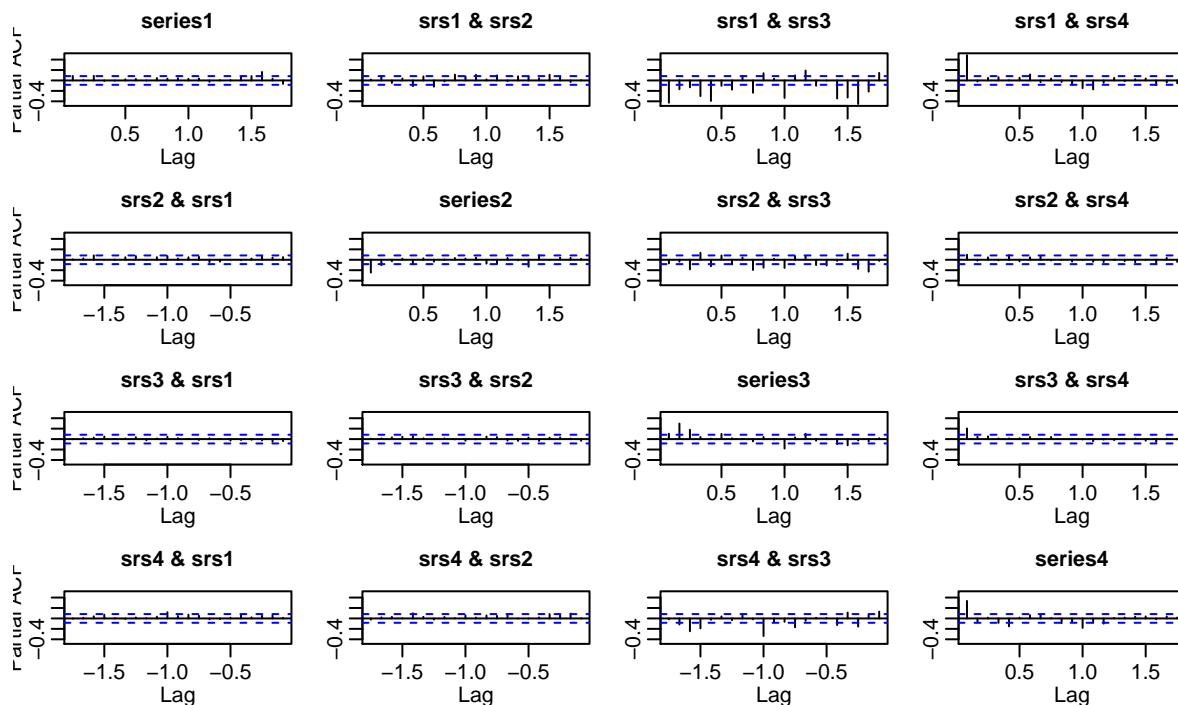 series1 srs1 & srs2 srs1 & srs3 srs1 & srs4
Partial ACF
-0.4 -0.4 -0.4 -0.4
0.5 1.0 1.5 0.5 1.0 1.5 0.5 1.0 1.5 0.5 1.0 1.5
Lag Lag Lag Lag
srs2 & srs1 series2 srs2 & srs3 srs2 & srs4
Partial ACF
-0.4 -0.4 -0.4 -0.4
-1.5 -1.0 -0.5 0.5 1.0 1.5 0.5 1.0 1.5 0.5 1.0 1.5
Lag Lag Lag Lag
srs3 & srs1 srs3 & srs2 series3 srs3 & srs4
Partial ACF
-0.4 -0.4 -0.4 -0.4
-1.5 -1.0 -0.5 -1.5 -1.0 -0.5 0.5 1.0 1.5 0.5 1.0 1.5
Lag Lag Lag Lag
srs4 & srs1 srs4 & srs2 srs4 & srs3 series4
Partial ACF
-0.4 -0.4 -0.4 -0.4
-1.5 -1.0 -0.5 -1.5 -1.0 -0.5 -1.5 -1.0 -0.5 0.5 1.0 1.5
Lag Lag Lag Lag